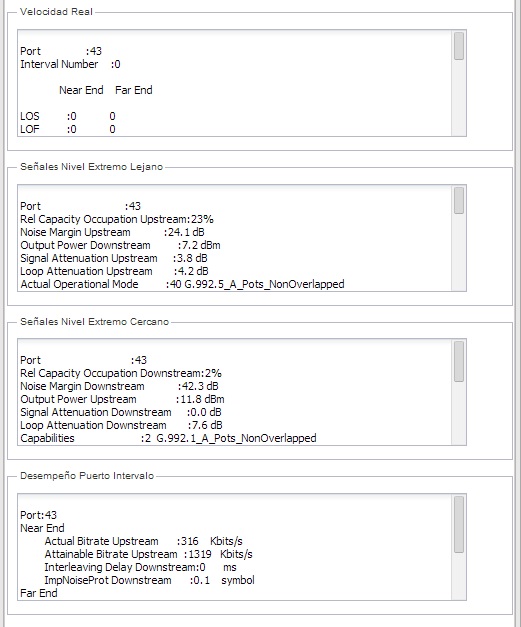 Velocidad Real
Port :43
Interval Number :0
Near End Far End
LOS :0 0
LOF :0 0
Señales Nivel Extremo Lejano
Port :43
Rel Capacity Occupation Upstream:23%
Noise Margin Upstream :24.1 dB
Output Power Downstream :7.2 dBm
Signal Attenuation Upstream :3.8 dB
Loop Attenuation Upstream :4.2 dB
Actual Operational Mode :40 G.992.5_A_Pots_NonOverlapped
Señales Nivel Extremo Cercano
Port :43
Rel Capacity Occupation Downstream:2%
Noise Margin Downstream :42.3 dB
Output Power Upstream :11.8 dBm
Signal Attenuation Downstream :0.0 dB
Loop Attenuation Downstream :7.6 dB
Capabilities :2 G.992.1_A_Pots_NonOverlapped
Desempeño Puerto Intervalo
Port:43
Near End
Actual Bitrate Upstream :316 Kbits/s
Attainable Bitrate Upstream :1319 Kbits/s
Interleaving Delay Downstream:0 ms
ImpNoiseProt Downstream :0.1 symbol
Far End